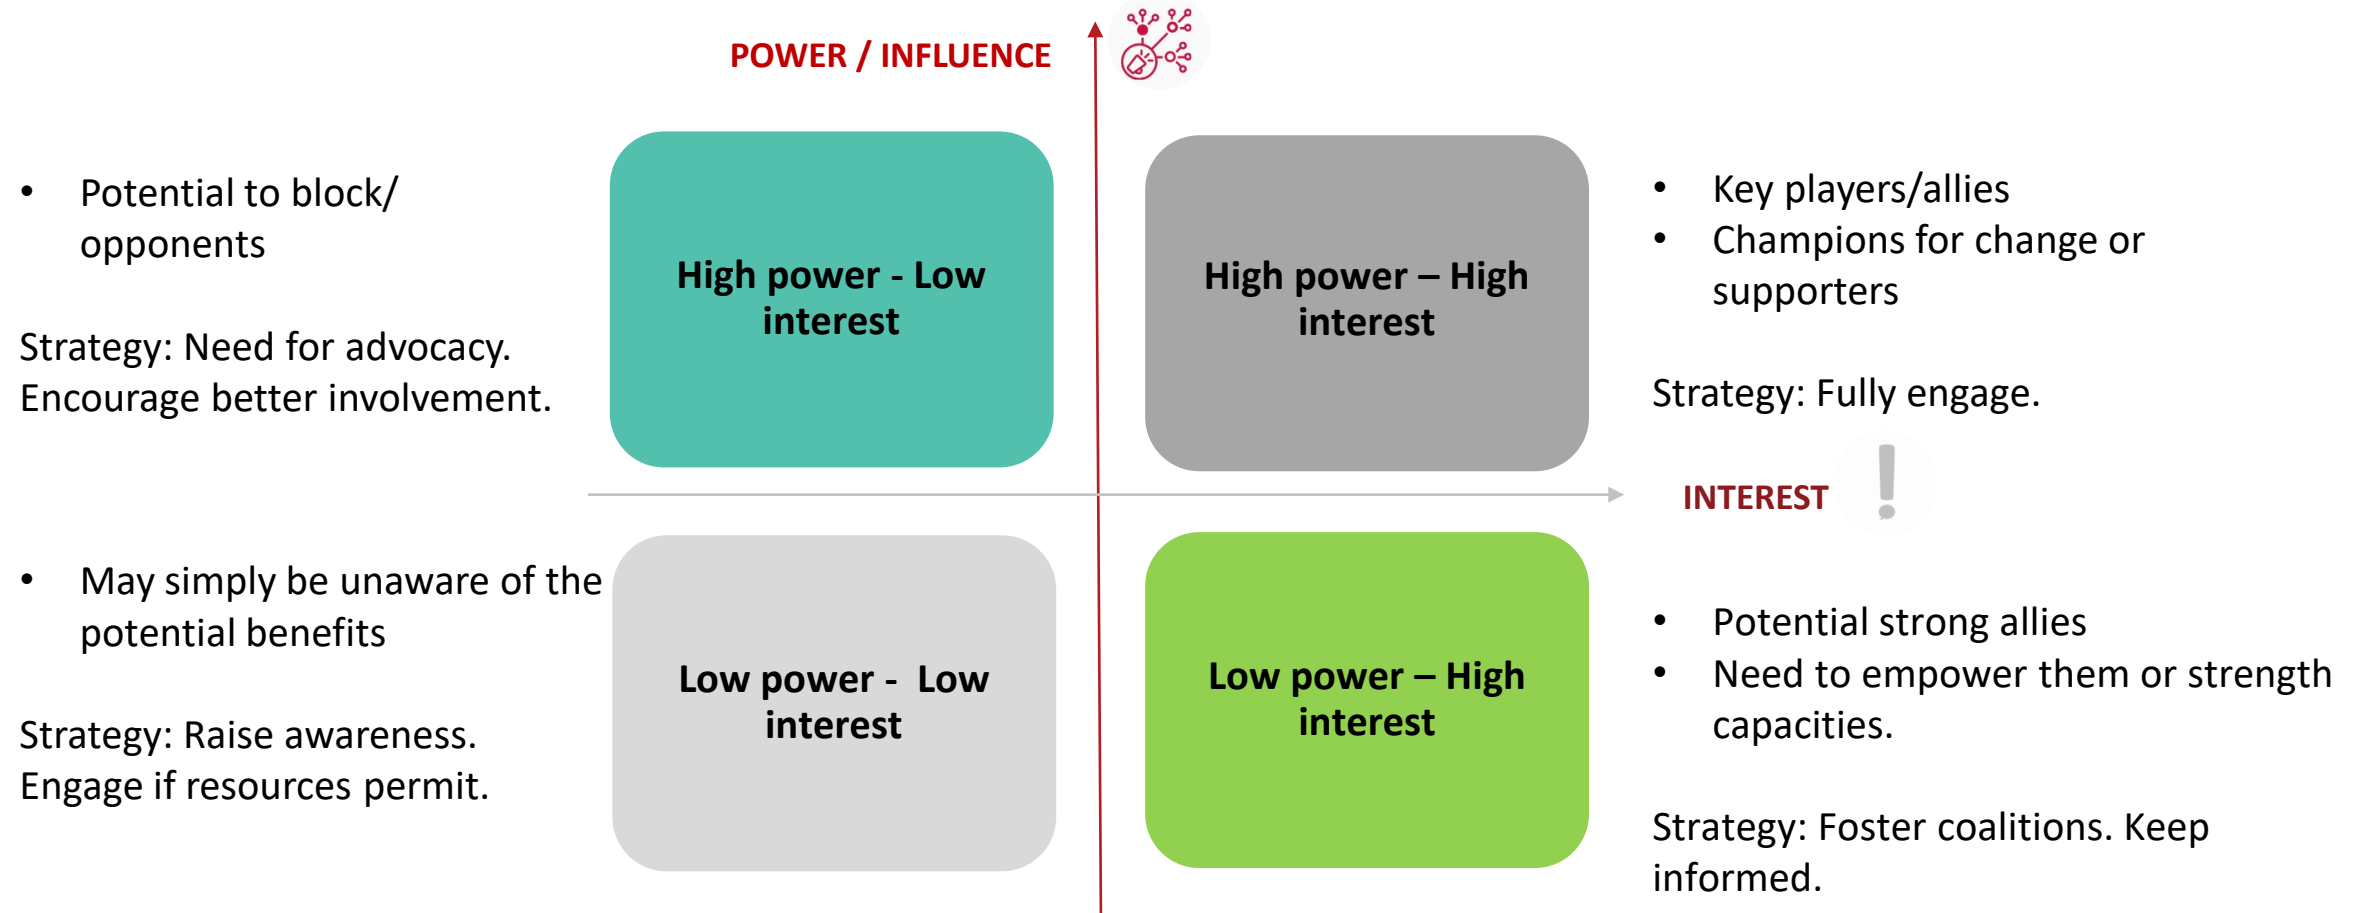 POWER / INFLUENCE
• Potential to block/
opponents
Strategy: Need for advocacy.
Encourage better involvement.
High power - Low
interest
High power – High
interest
• Key players/allies
• Champions for change or
supporters
Strategy: Fully engage.
INTEREST
• May simply be unaware of the
potential benefits
Strategy: Raise awareness.
Engage if resources permit.
Low power -  Low
interest
Low power – High
interest
• Potential strong allies
• Need to empower them or strength
capacities.
Strategy: Foster coalitions. Keep
informed.